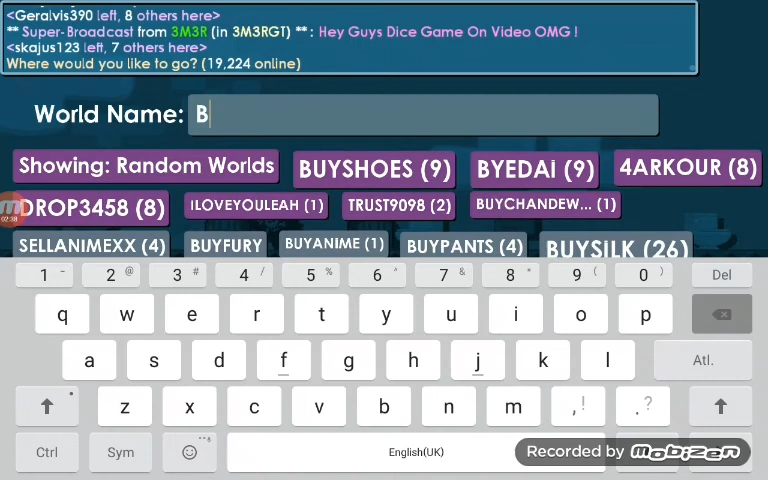 <Geralvis390 left, 8 others here>
** Super-Broadcast from 3M3R (in 3M3RGT) ** : Hey Guys Dice Game On Video OMG !
<skajus123 left, 7 others here>
Where would you like to go? (19,224 online)
World Name: B
Showing: Random Worlds BUYSHOES (9) BYEDAi (9) 4ARKOUR (8)
DROP3458 (8) ILOVEYOULEAH (1) TRUST9098 (2) BUYCHANDEW... (1)
02:38
SELLANIMEXX (4) BUYFURY BUYANiME (1) BUYPANTS (4) BUYSiLK (26)
1 - 2 @ 3 # 4 / 5 % 6 ^ 7 & 8 * 9 ( 0 ) Del
q w e r t y u i o p
a s d f g h j k l Atl.
z x c v b n m , ! . ?
Ctrl Sym English(UK) Recorded by mobizen